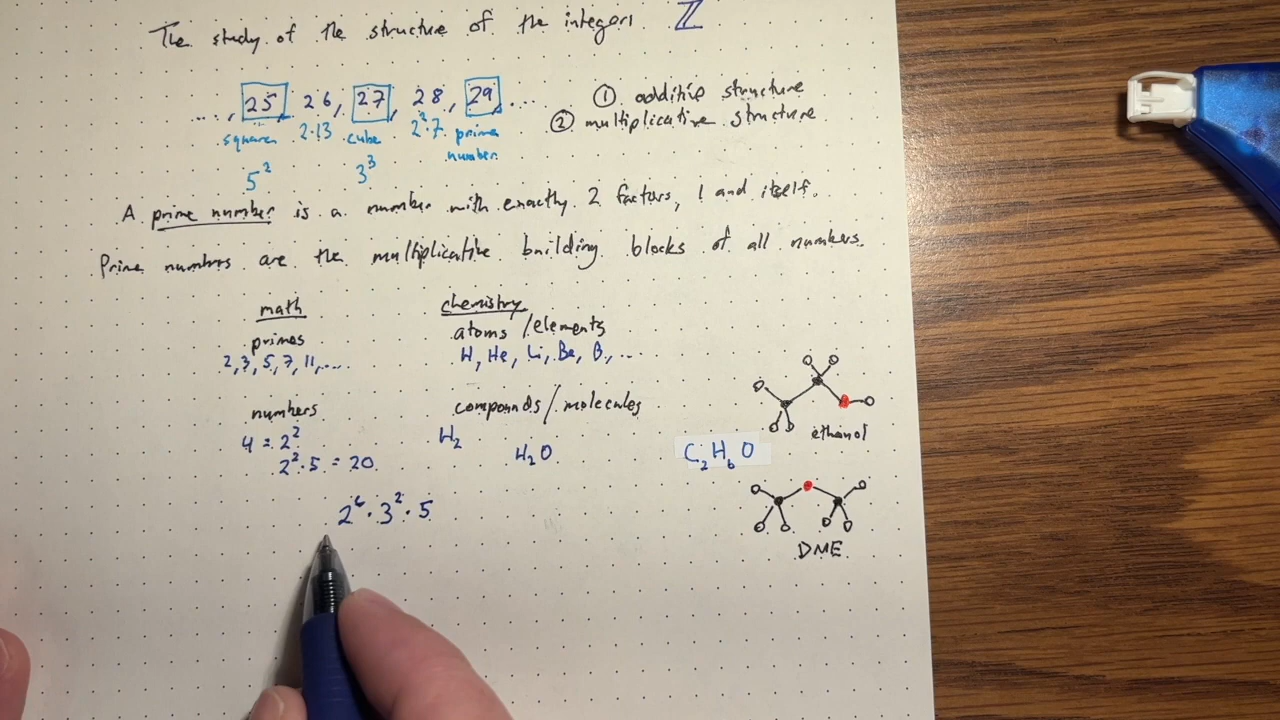 The study of the structure of the integers ℤ
..., 25, 26, 27, 28, 29, ...
square 2·13 cube 2²·7 prime number
5² 3³
① additive structure
② multiplicative structure
A prime number is a number with exactly 2 factors, 1 and itself.
Prime numbers are the multiplicative building blocks of all numbers.
math
primes
2, 3, 5, 7, 11, ....
numbers
4 = 2²
2²·5 = 20
2⁶·3²·5
chemistry
atoms/elements
H, He, Li, Be, B, ...
compounds/molecules
H₂
H₂O
C₂H₆O
ethanol
DME